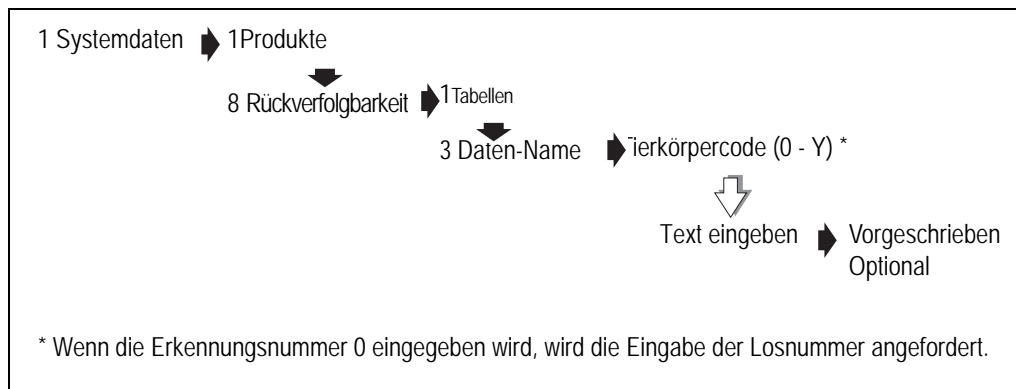 1 Systemdaten 1Produkte
8 Rückverfolgbarkeit 1Tabellen
3 Daten-Name ierkörpercode (0 - Y) *
Text eingeben Vorgeschrieben
Optional
* Wenn die Erkennungsnummer 0 eingegeben wird, wird die Eingabe der Losnummer angefordert.